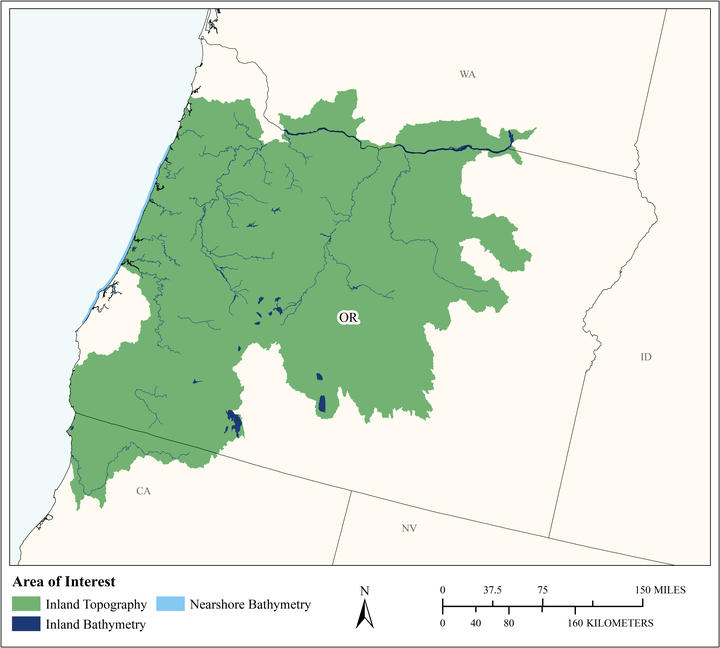 WA
OR
ID
CA
NV
Area of Interest
Inland Topography
Nearshore Bathymetry
Inland Bathymetry
N
0 37.5 75 150 MILES
0 40 80 160 KILOMETERS